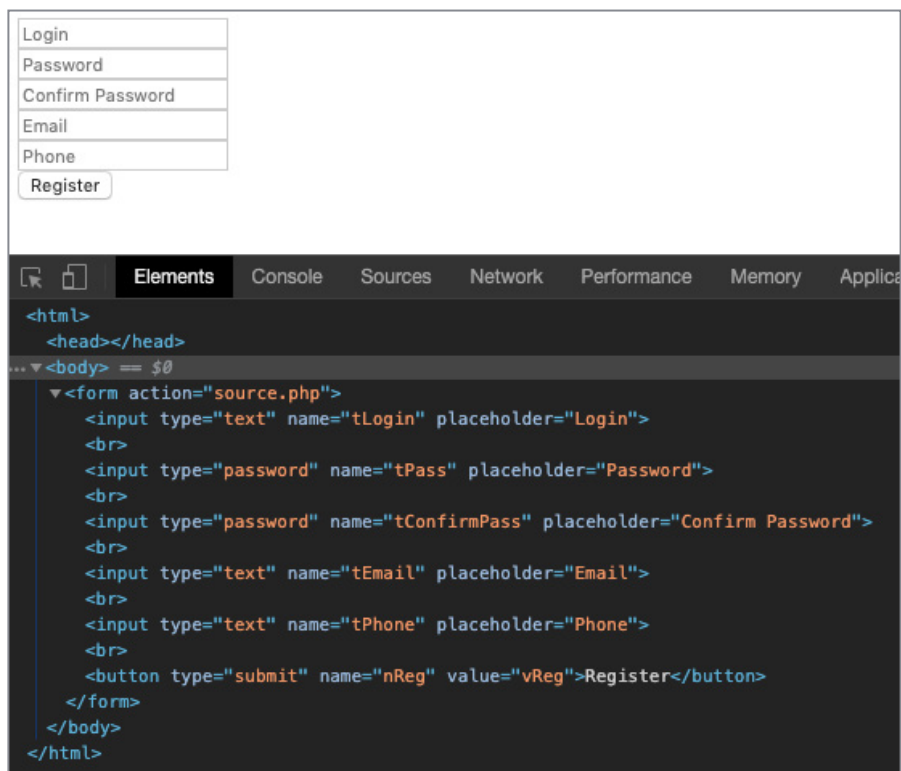 Login
Password
Confirm Password
Email
Phone
Register
Elements Console Sources Network Performance Memory Applica
<html>
<head></head>
... ▼<body> == $0
▼<form action="source.php">
<input type="text" name="tLogin" placeholder="Login">
<br>
<input type="password" name="tPass" placeholder="Password">
<br>
<input type="password" name="tConfirmPass" placeholder="Confirm Password">
<br>
<input type="text" name="tEmail" placeholder="Email">
<br>
<input type="text" name="tPhone" placeholder="Phone">
<br>
<button type="submit" name="nReg" value="vReg">Register</button>
</form>
</body>
</html>